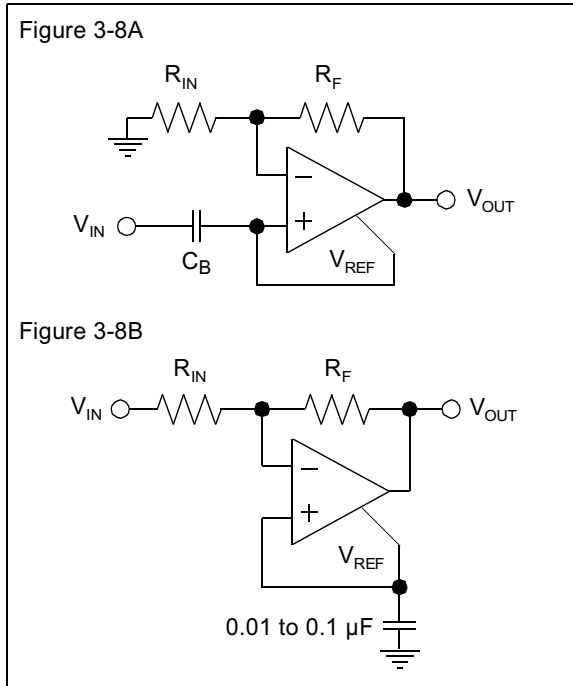 Figure 3-8A
R_IN
R_F
−
+
V_IN
V_OUT
C_B
V_REF
Figure 3-8B
R_IN
R_F
V_IN
V_OUT
−
+
V_REF
0.01 to 0.1 µF